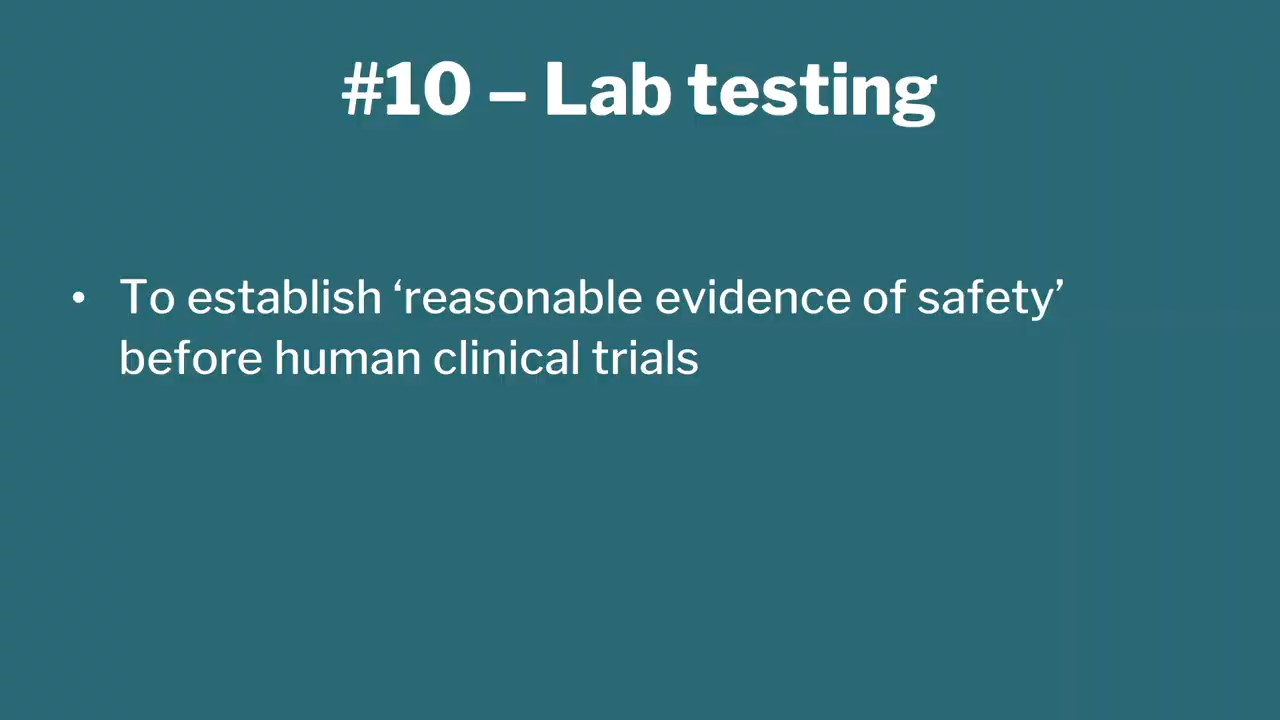 #10 – Lab testing
• To establish ‘reasonable evidence of safety’
before human clinical trials